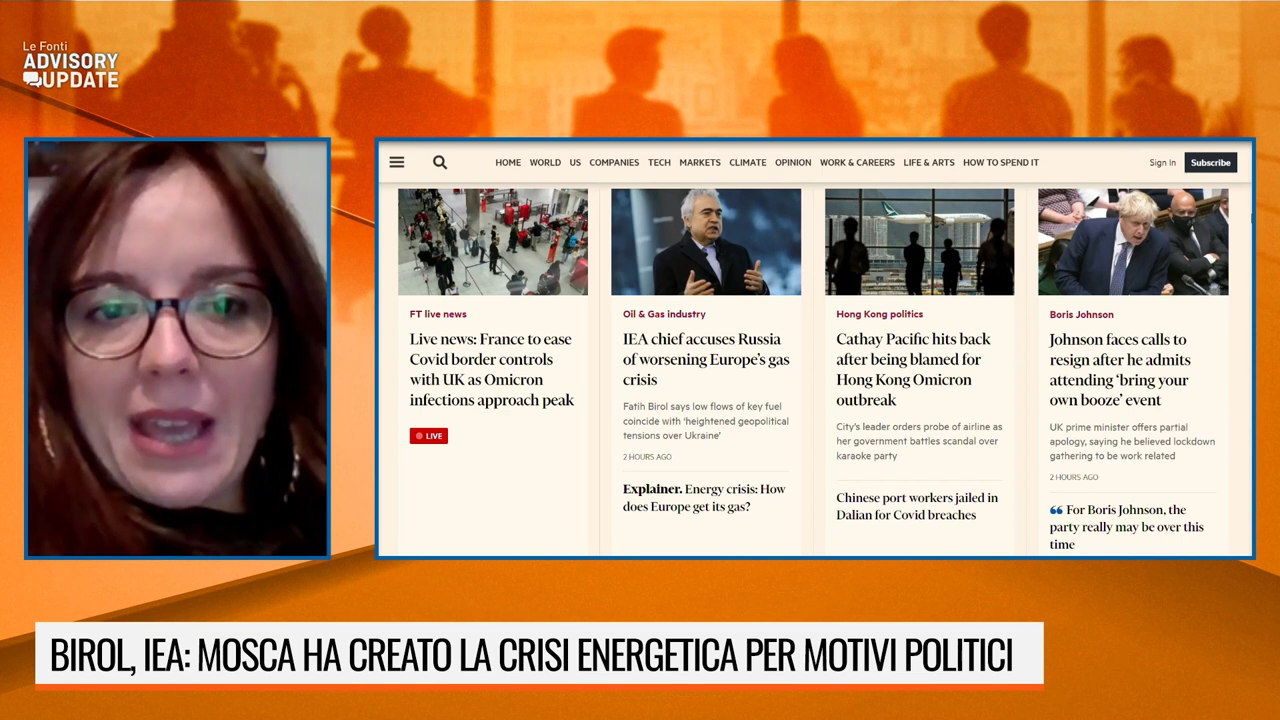 Le Fonti
ADVISORY
UPDATE
HOME WORLD US COMPANIES TECH MARKETS CLIMATE OPINION WORK & CAREERS LIFE & ARTS HOW TO SPEND IT
Sign In Subscribe
FT live news
Live news: France to ease
Covid border controls
with UK as Omicron
infections approach peak
LIVE
Oil & Gas industry
IEA chief accuses Russia
of worsening Europe's gas
crisis
Fatih Birol says low flows of key fuel
coincide with 'heightened geopolitical
tensions over Ukraine'
2 HOURS AGO
Explainer. Energy crisis: How
does Europe get its gas?
Hong Kong politics
Cathay Pacific hits back
after being blamed for
Hong Kong Omicron
outbreak
City's leader orders probe of airline as
her government battles scandal over
karaoke party
Chinese port workers jailed in
Dalian for Covid breaches
Boris Johnson
Johnson faces calls to
resign after he admits
attending 'bring your
own booze' event
UK prime minister offers partial
apology, saying he believed lockdown
gathering to be work related
2 HOURS AGO
“ For Boris Johnson, the
party really may be over this
time
BIROL, IEA: MOSCA HA CREATO LA CRISI ENERGETICA PER MOTIVI POLITICI